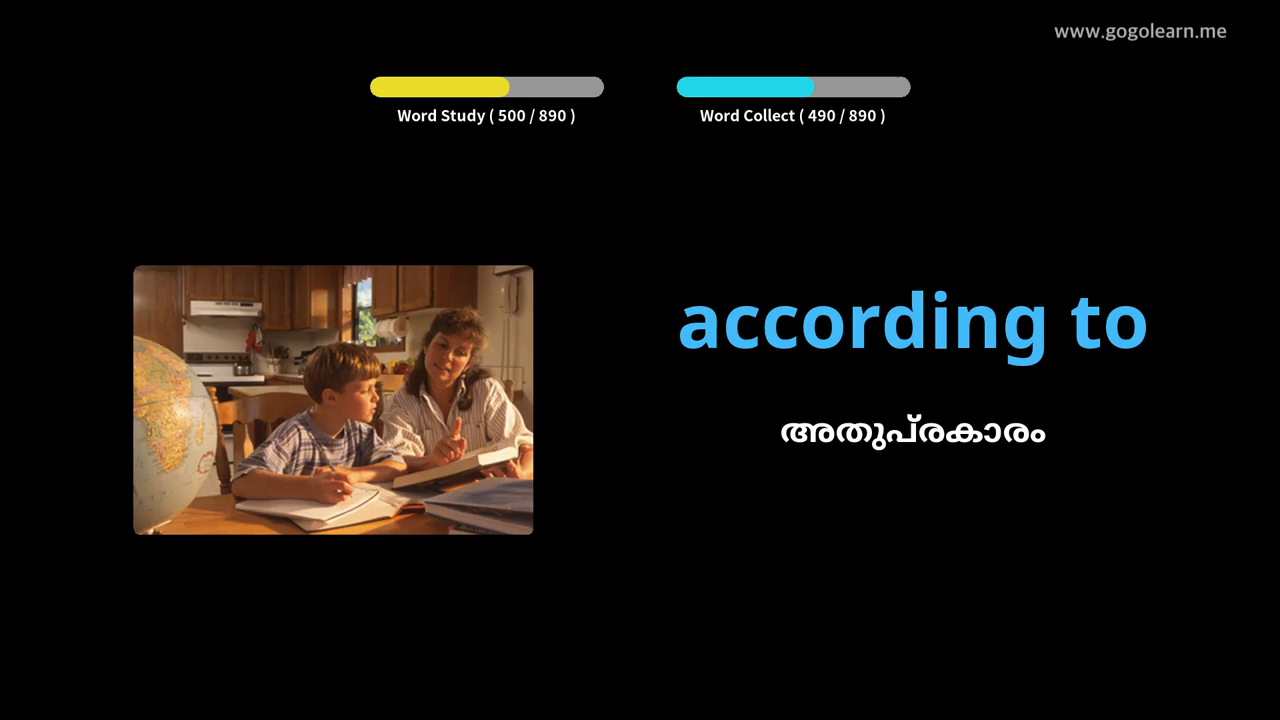 www.gogolearn.me
Word Study ( 500 / 890 )
Word Collect ( 490 / 890 )
according to
അതുപ്രകാരം